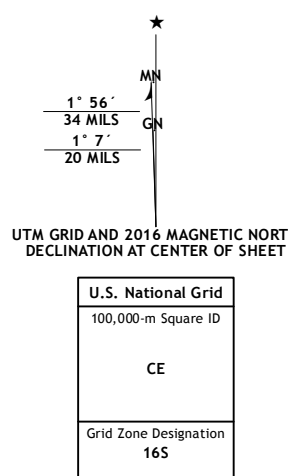 ★
MN
1° 56´
34 MILS
GN
1° 7´
20 MILS
UTM GRID AND 2016 MAGNETIC NORT
DECLINATION AT CENTER OF SHEET
U.S. National Grid
100,000-m Square ID
CE
Grid Zone Designation
16S